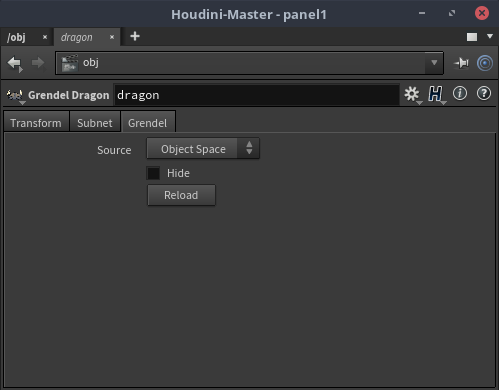 Houdini-Master - panel1
/obj × dragon × +
obj
Grendel Dragon dragon
Transform Subnet Grendel
Source Object Space
Hide
Reload